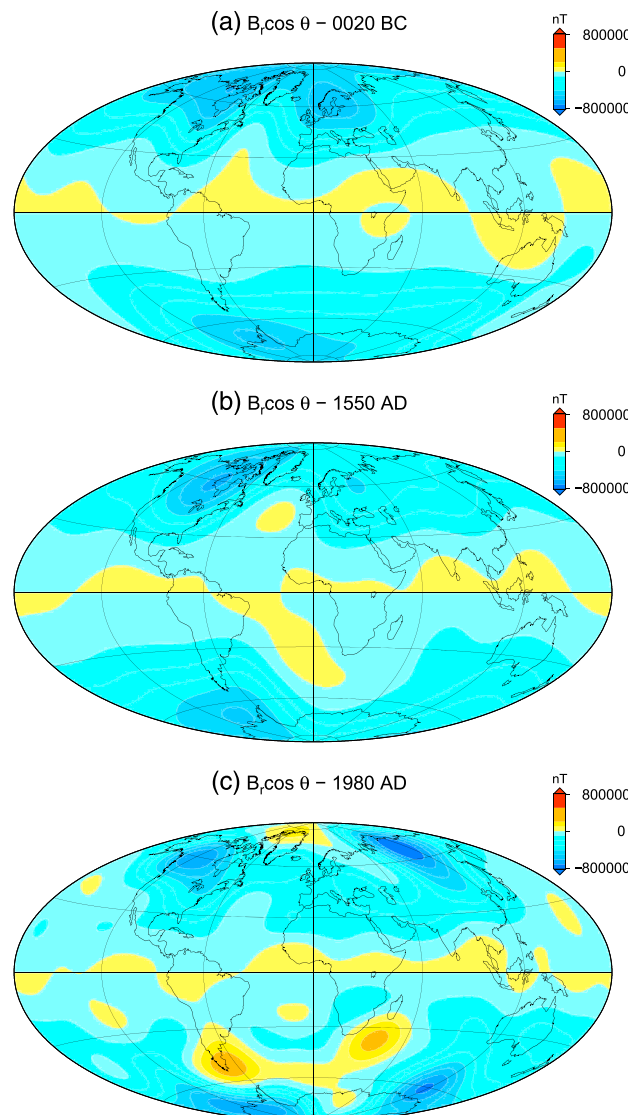 (a) Brcos θ − 0020 BC
nT
800000
0
−800000
(b) Brcos θ − 1550 AD
nT
800000
0
−800000
(c) Brcos θ − 1980 AD
nT
800000
0
−800000